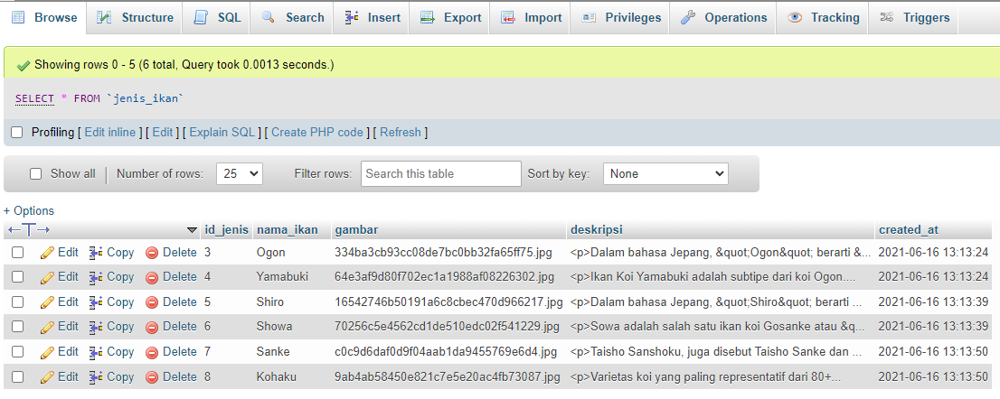 Browse Structure SQL Search Insert Export Import Privileges Operations Tracking Triggers
Showing rows 0 - 5 (6 total, Query took 0.0013 seconds.)
SELECT * FROM `jenis_ikan`
Profiling [ Edit inline ] [ Edit ] [ Explain SQL ] [ Create PHP code ] [ Refresh ]
Show all Number of rows: 25 Filter rows: Search this table Sort by key: None
+ Options
id_jenis nama_ikan gambar deskripsi created_at
Edit Copy Delete 3 Ogon 334ba3cb93cc08de7bc0bb32fa65ff75.jpg <p>Dalam bahasa Jepang, &quot;Ogon&quot; berarti &... 2021-06-16 13:13:24
Edit Copy Delete 4 Yamabuki 64e3af9d80f702ec1a1988af08226302.jpg <p>Ikan Koi Yamabuki adalah subtipe dari koi Ogon.... 2021-06-16 13:13:24
Edit Copy Delete 5 Shiro 16542746b50191a6c8cbec470d966217.jpg <p>Dalam bahasa Jepang, &quot;Shiro&quot; berarti ... 2021-06-16 13:13:39
Edit Copy Delete 6 Showa 70256c5e4562cd1de510edc02f541229.jpg <p>Sowa adalah salah satu ikan koi Gosanke atau &q... 2021-06-16 13:13:39
Edit Copy Delete 7 Sanke c0c9d6daf0d9f04aab1da9455769e6d4.jpg <p>Taisho Sanshoku, juga disebut Taisho Sanke dan ... 2021-06-16 13:13:50
Edit Copy Delete 8 Kohaku 9ab4ab58450e821c7e5e20ac4fb73087.jpg <p>Varietas koi yang paling representatif dari 80+... 2021-06-16 13:13:50